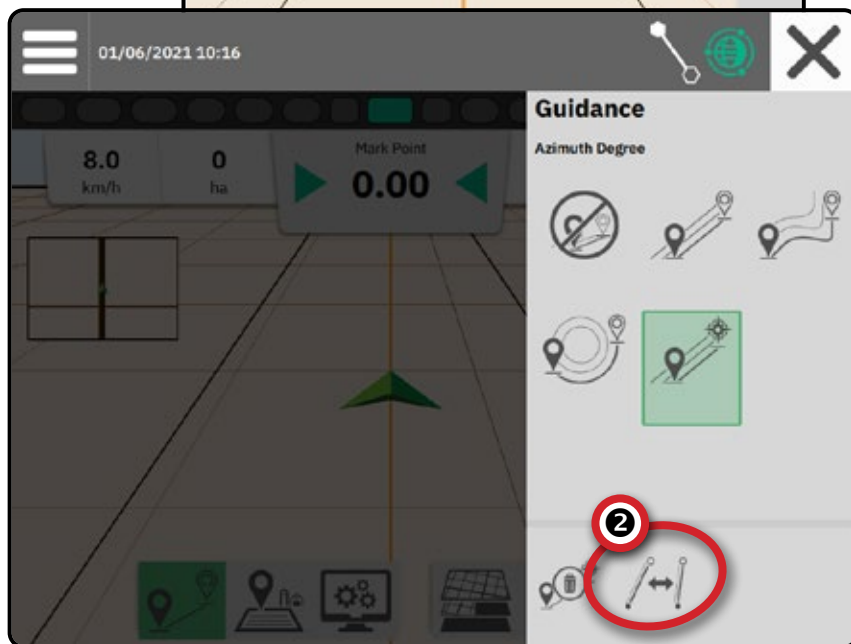 01/06/2021 10:16
Guidance
Azimuth Degree
8.0
km/h
0
ha
Mark Point
0.00
2